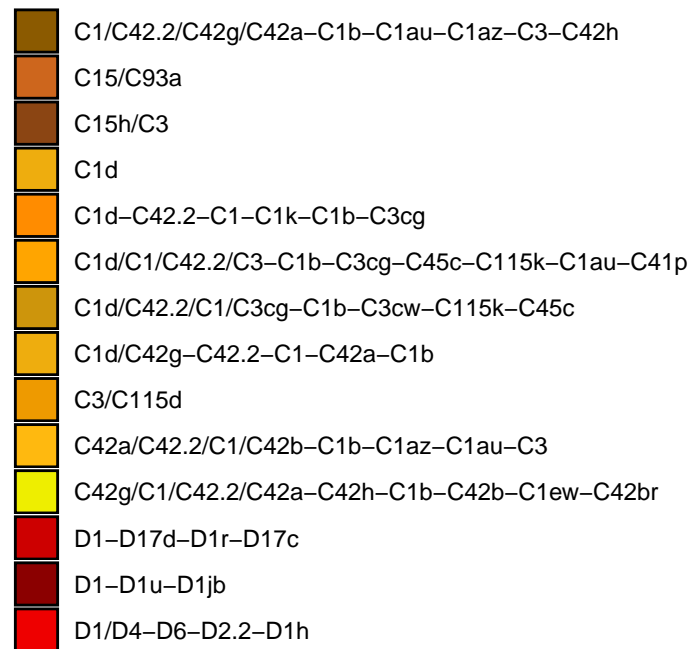 C1/C42.2/C42g/C42a−C1b−C1au−C1az−C3−C42h
C15/C93a
C15h/C3
C1d
C1d−C42.2−C1−C1k−C1b−C3cg
C1d/C1/C42.2/C3−C1b−C3cg−C45c−C115k−C1au−C41p
C1d/C42.2/C1/C3cg−C1b−C3cw−C115k−C45c
C1d/C42g−C42.2−C1−C42a−C1b
C3/C115d
C42a/C42.2/C1/C42b−C1b−C1az−C1au−C3
C42g/C1/C42.2/C42a−C42h−C1b−C42b−C1ew−C42br
D1−D17d−D1r−D17c
D1−D1u−D1jb
D1/D4−D6−D2.2−D1h